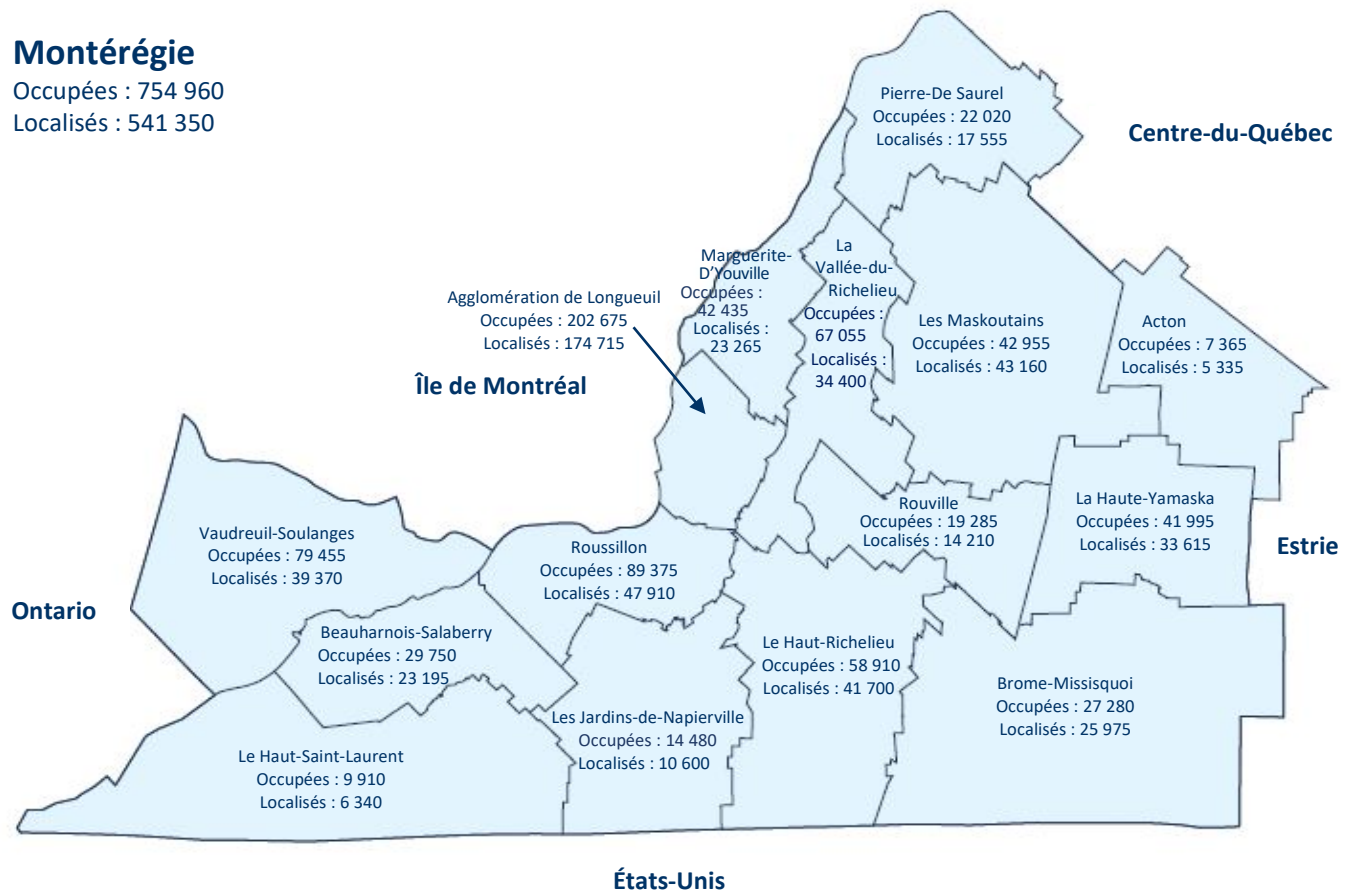 Montérégie
Occupées : 754 960
Localisés : 541 350
Pierre-De Saurel
Occupées : 22 020
Localisés : 17 555
Centre-du-Québec
Marguerite-
D'Youville
Occupées :
42 435
Localisés :
23 265
La
Vallée-du-
Richelieu
Occupées :
67 055
Localisés :
34 400
Agglomération de Longueuil
Occupées : 202 675
Localisés : 174 715
Les Maskoutains
Occupées : 42 955
Localisés : 43 160
Acton
Occupées : 7 365
Localisés : 5 335
Île de Montréal
Vaudreuil-Soulanges
Occupées : 79 455
Localisés : 39 370
Roussillon
Occupées : 89 375
Localisés : 47 910
Rouville
Occupées : 19 285
Localisés : 14 210
La Haute-Yamaska
Occupées : 41 995
Localisés : 33 615
Estrie
Ontario
Beauharnois-Salaberry
Occupées : 29 750
Localisés : 23 195
Le Haut-Richelieu
Occupées : 58 910
Localisés : 41 700
Brome-Missisquoi
Occupées : 27 280
Localisés : 25 975
Les Jardins-de-Napierville
Occupées : 14 480
Localisés : 10 600
Le Haut-Saint-Laurent
Occupées : 9 910
Localisés : 6 340
États-Unis